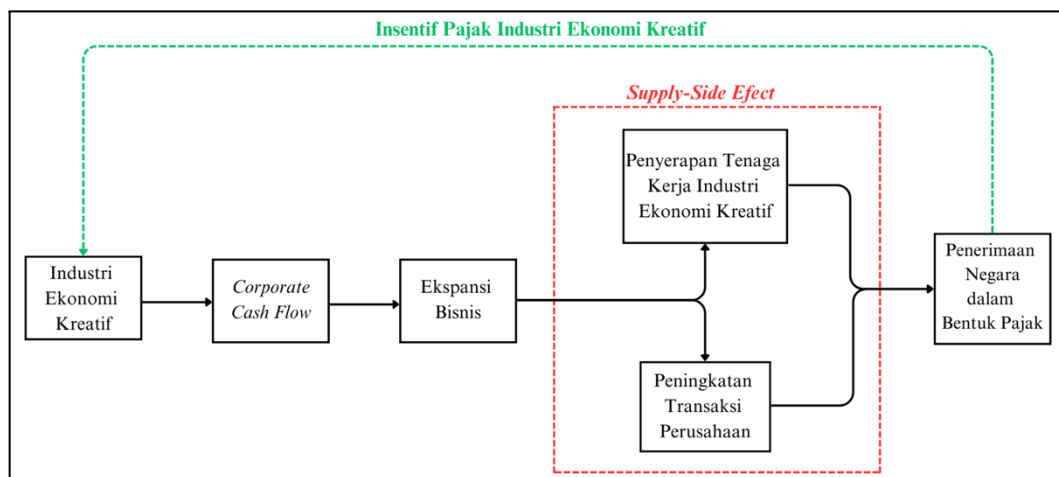 Insentif Pajak Industri Ekonomi Kreatif
Supply-Side Efect
Penyerapan Tenaga
Kerja Industri
Ekonomi Kreatif
Industri
Ekonomi
Kreatif
Corporate
Cash Flow
Ekspansi
Bisnis
Peningkatan
Transaksi
Perusahaan
Penerimaan
Negara
dalam
Bentuk Pajak